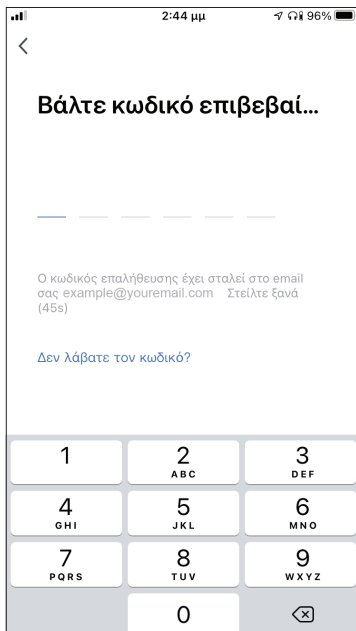 2:44 μμ 96%
Βάλτε κωδικό επιβεβαί...
Ο κωδικός επαλήθευσης έχει σταλεί στο email
σας example@youremail.com Στείλτε ξανά
(45s)
Δεν λάβατε τον κωδικό?
1 2 3
ABC DEF
4 5 6
GHI JKL MNO
7 8 9
PQRS TUV WXYZ
0